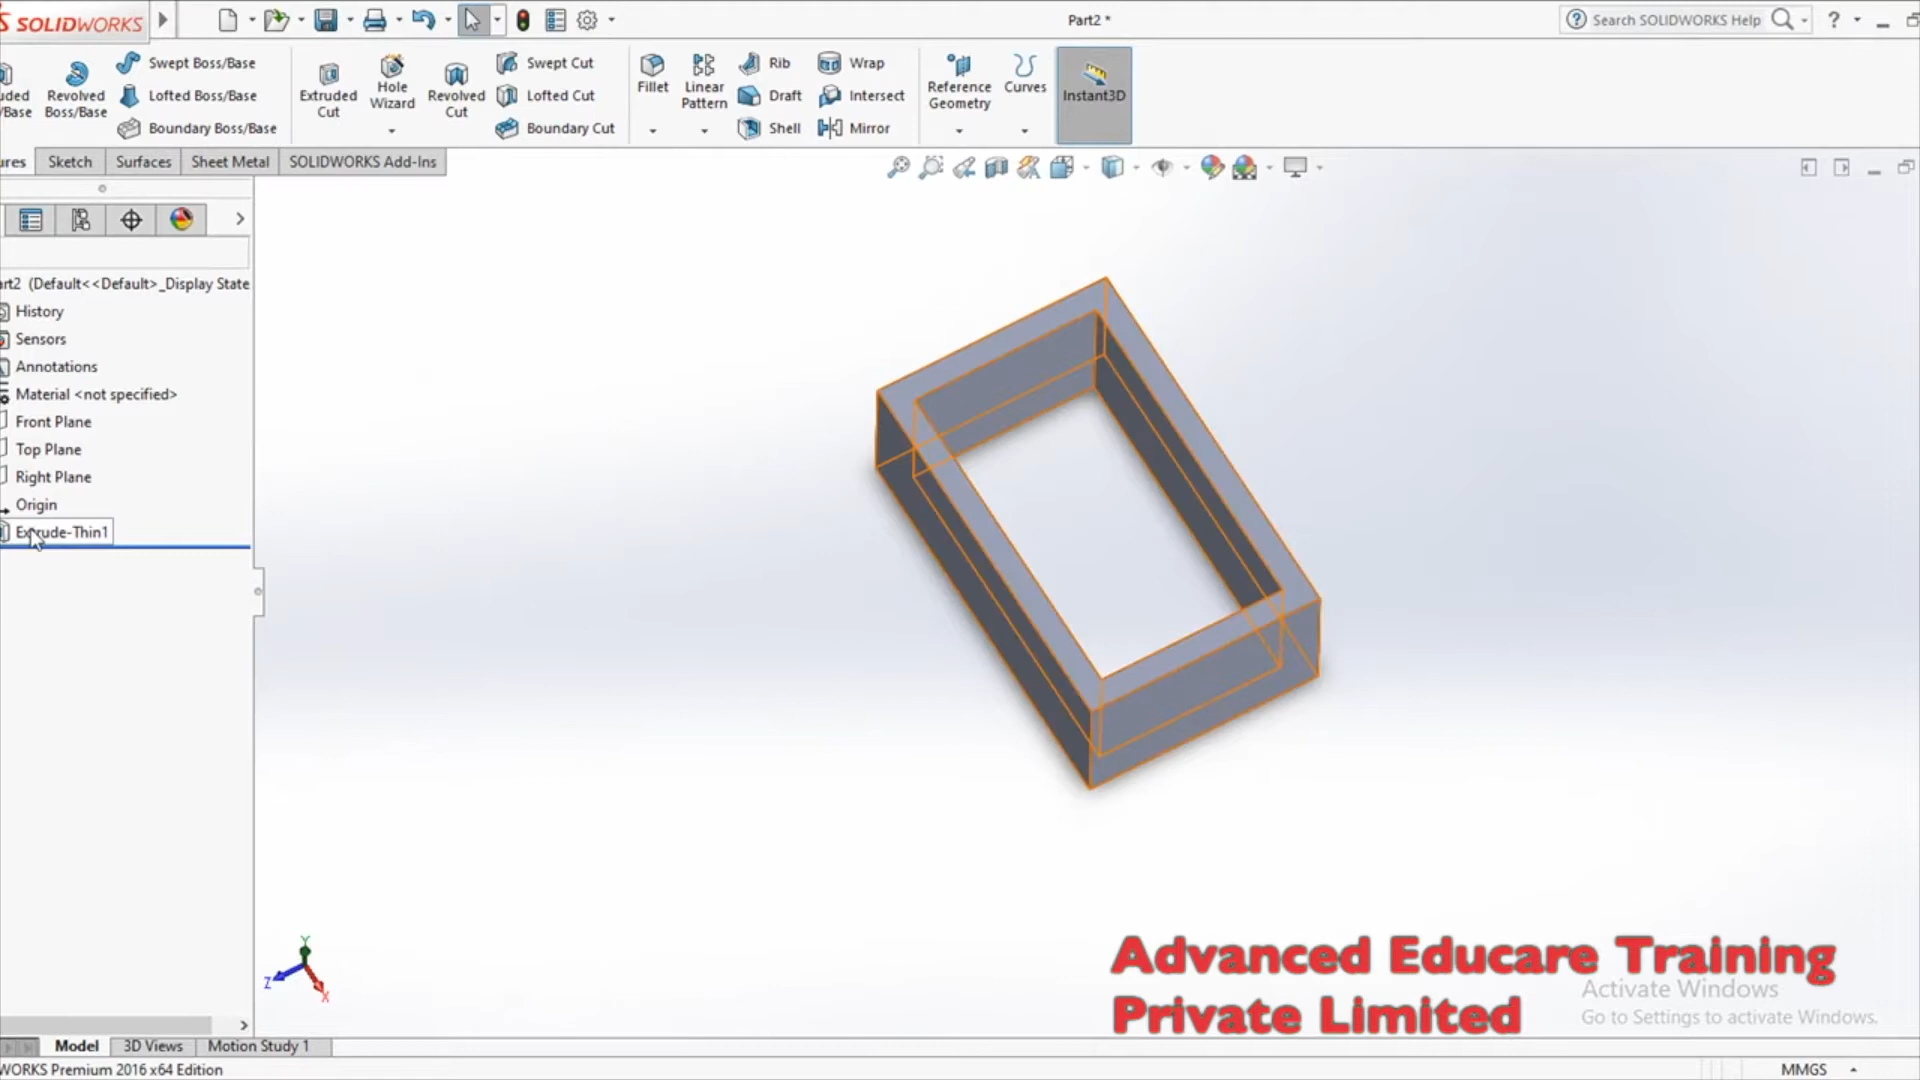 SOLIDWORKS
Part2 *
Search SOLIDWORKS Help
?
uded
/Base
Revolved
Boss/Base
Swept Boss/Base
Lofted Boss/Base
Boundary Boss/Base
Extruded
Cut
Hole
Wizard
Revolved
Cut
Swept Cut
Lofted Cut
Boundary Cut
Fillet
Linear
Pattern
Rib
Draft
Shell
Wrap
Intersect
Mirror
Reference
Geometry
Curves
Instant3D
ures
Sketch
Surfaces
Sheet Metal
SOLIDWORKS Add-Ins
art2 (Default<<Default>_Display State
History
Sensors
Annotations
Material <not specified>
Front Plane
Top Plane
Right Plane
Origin
Extrude-Thin1
Y
Z
X
Advanced Educare Training
Private Limited
Activate Windows
Go to Settings to activate Windows.
Model
3D Views
Motion Study 1
WORKS Premium 2016 x64 Edition
MMGS